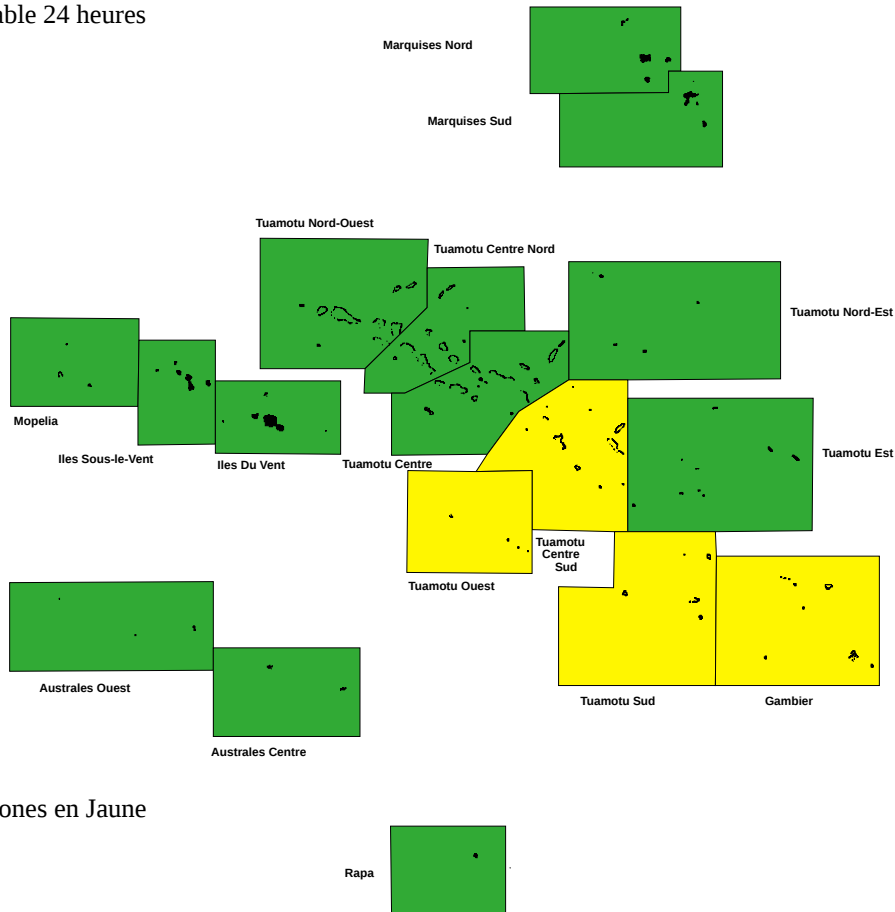 able 24 heures
Marquises Nord
Marquises Sud
Tuamotu Nord-Ouest
Tuamotu Centre Nord
Tuamotu Nord-Est
Mopelia
Iles Sous-le-Vent
Iles Du Vent
Tuamotu Centre
Tuamotu Est
Tuamotu
Centre
Sud
Tuamotu Ouest
Australes Ouest
Tuamotu Sud
Gambier
Australes Centre
ones en Jaune
Rapa